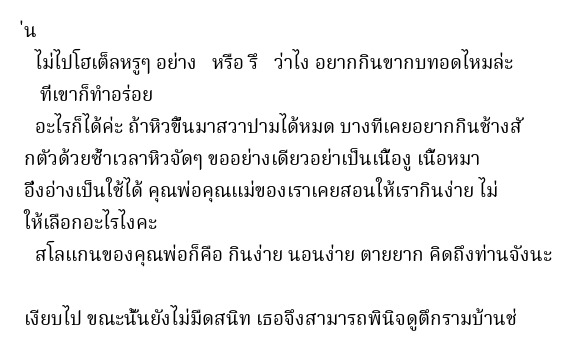 ่น
ไม่ไปโฮเต็ลหรูๆ อย่าง หรือ รึ ว่าไง อยากกินขากบทอดไหมล่ะ
ที่เขาก็ทำอร่อย
อะไรก็ได้ค่ะ ถ้าหิวขึ้นมาสวาปามได้หมด บางทีเคยอยากกินช้างสั
กตัวด้วยซ้ำเวลาหิวจัดๆ ขออย่างเดียวอย่าเป็นเนื้องู เนื้อหมา
อึ่งอ่างเป็นใช้ได้ คุณพ่อคุณแม่ของเราเคยสอนให้เรากินง่าย ไม่
ให้เลือกอะไรไงคะ
สโลแกนของคุณพ่อก็คือ กินง่าย นอนง่าย ตายยาก คิดถึงท่านจังนะ
เงียบไป ขณะนั้นยังไม่มืดสนิท เธอจึงสามารถพินิจดูตึกรามบ้านช่